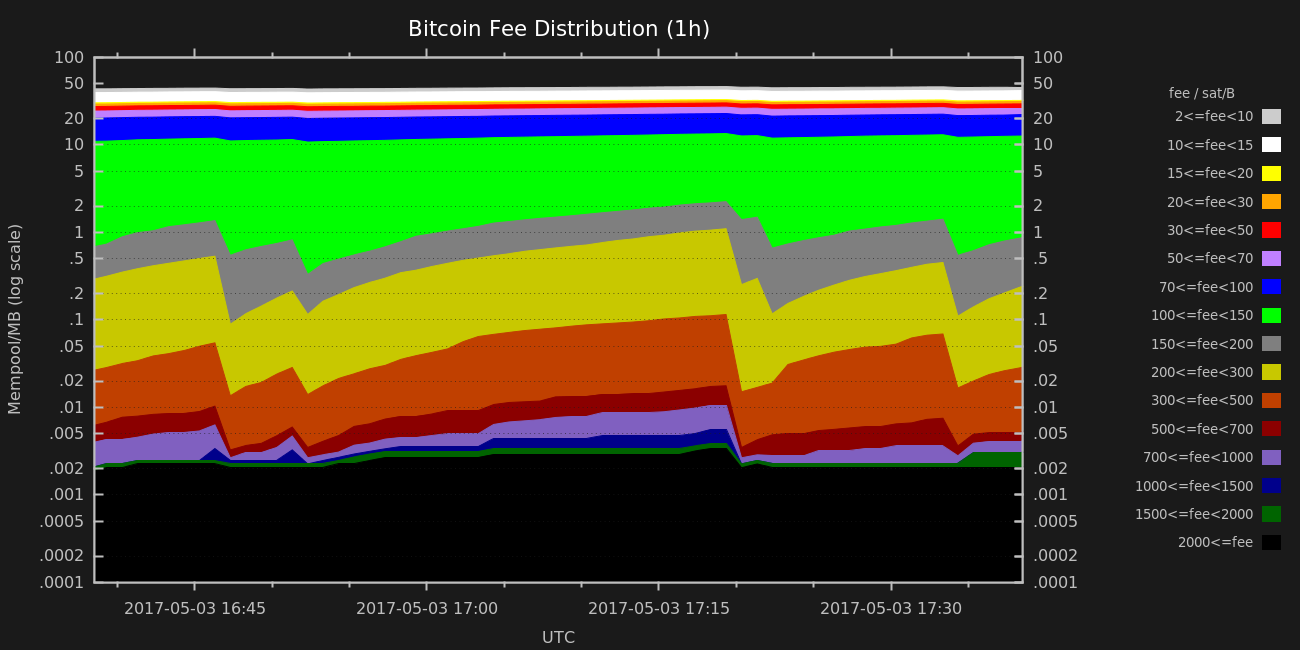 Bitcoin Fee Distribution (1h)
100 100
50 50
20 20
10 10
5 5
2 2
1 1
.5 .5
.2 .2
.1 .1
.05 .05
.02 .02
.01 .01
.005 .005
.002 .002
.001 .001
.0005 .0005
.0002 .0002
.0001 .0001
Mempool/MB (log scale)
2017-05-03 16:45 2017-05-03 17:00 2017-05-03 17:15 2017-05-03 17:30
UTC
fee / sat/B
2<=fee<10
10<=fee<15
15<=fee<20
20<=fee<30
30<=fee<50
50<=fee<70
70<=fee<100
100<=fee<150
150<=fee<200
200<=fee<300
300<=fee<500
500<=fee<700
700<=fee<1000
1000<=fee<1500
1500<=fee<2000
2000<=fee